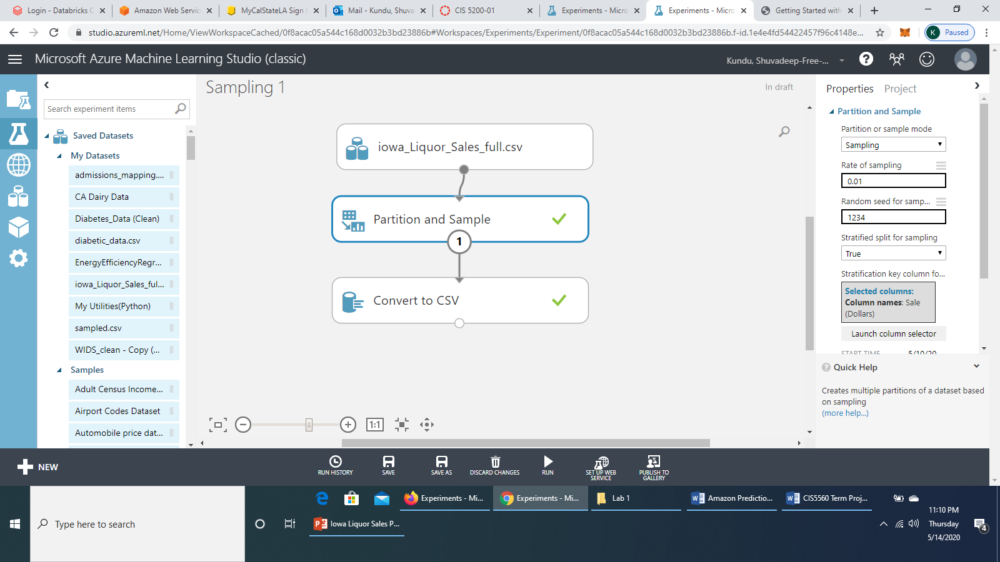 Login - Databricks C
Amazon Web Servic
MyCalStateLA Sign I
Mail - Kundu, Shuva
CIS 5200-01
Experiments - Micro
Experiments - Micro
Getting Started with
studio.azureml.net/Home/ViewWorkspaceCached/0f8acac05a544c168d0032b3bd23886b#Workspaces/Experiments/Experiment/0f8acac05a544c168d0032b3bd23886b.f-id.1e4e4fd54422457f96c4148e...
K Paused
Microsoft Azure Machine Learning Studio (classic)
Kundu, Shuvadeep-Free-...
Search experiment items
Saved Datasets
My Datasets
admissions_mapping....
CA Dairy Data
Diabetes_Data (Clean)
diabetic_data.csv
EnergyEfficiencyRegr...
iowa_Liquor_Sales_ful...
My Utilities(Python)
sampled.csv
WIDS_clean - Copy (...
Samples
Adult Census Income...
Airport Codes Dataset
Automobile price dat...
Sampling 1
In draft
iowa_Liquor_Sales_full.csv
Partition and Sample
1
Convert to CSV
1:1
Properties Project
Partition and Sample
Partition or sample mode
Sampling
Rate of sampling
0.01
Random seed for samp...
1234
Stratified split for sampling
True
Stratification key column fo...
Selected columns:
Column names: Sale
(Dollars)
Launch column selector
START TIME 5/10/20
Quick Help
Creates multiple partitions of a dataset based
on sampling
(more help...)
NEW
RUN HISTORY
SAVE
SAVE AS
DISCARD CHANGES
RUN
SET UP WEB
SERVICE
PUBLISH TO
GALLERY
Type here to search
Experiments - Mi...
Experiments - Mi...
Lab 1
Amazon Predictio...
CIS5560 Term Proj...
Iowa Liquor Sales P...
11:10 PM
Thursday
5/14/2020
4